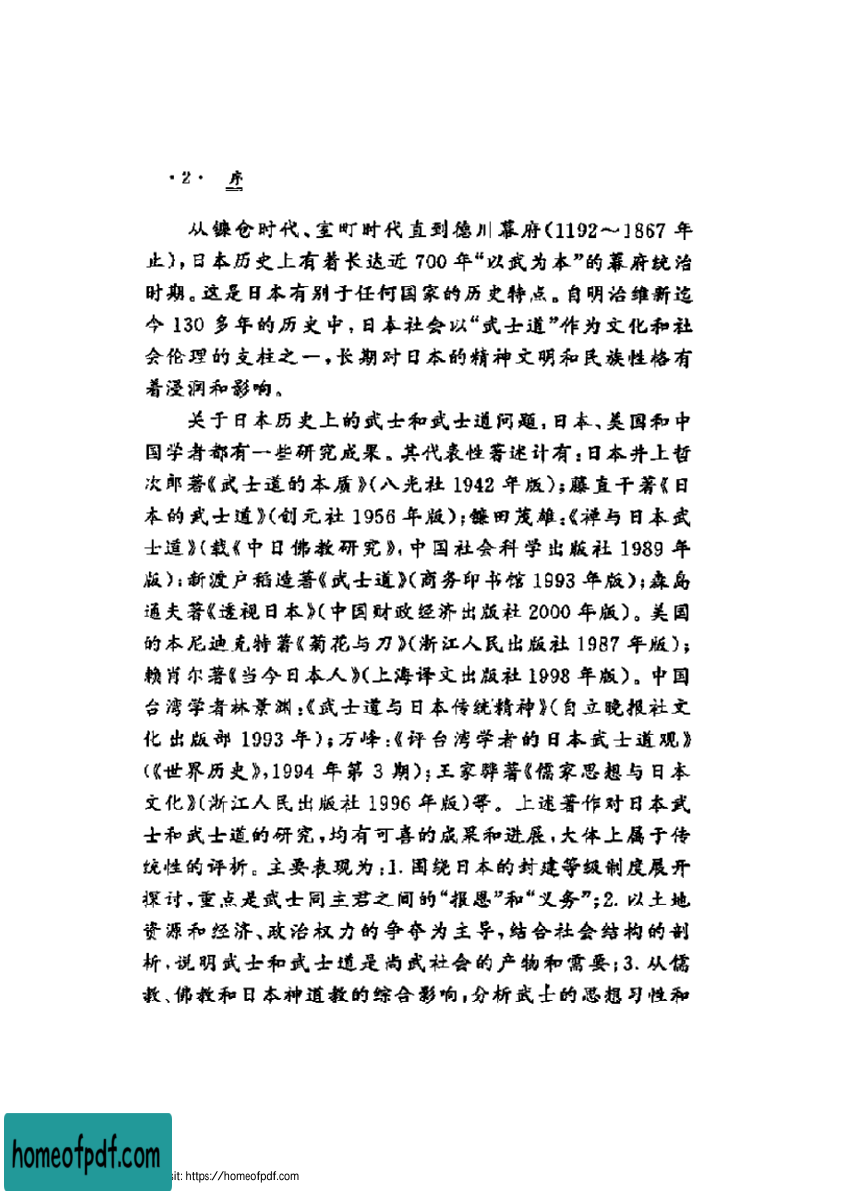 ·2· 序
从镰仓时代、室町时代直到德川幕府(1192～1867 年
止),日本历史上有着长达近 700 年“以武为本”的幕府统治
时期。这是日本有别于任何国家的历史特点。自明治维新迄
今 130 多年的历史中,日本社会以“武士道”作为文化和社
会伦理的支柱之一,长期对日本的精神文明和民族性格有
着浸润和影响。
关于日本历史上的武士和武士道问题,日本、美国和中
国学者都有一些研究成果。其代表性著述计有:日本井上哲
次郎著《武士道的本质》(八光社 1942 年版);藤直干著《日
本的武士道》(创元社 1956 年版);镰田茂雄:《禅与日本武
士道》(载《中日佛教研究》,中国社会科学出版社 1989 年
版);新渡户稻造著《武士道》(商务印书馆 1993 年版);森岛
通夫著《透视日本》(中国财政经济出版社 2000 年版)。美国
的本尼迪克特著《菊花与刀》(浙江人民出版社 1987 年版);
赖肖尔著《当今日本人》(上海译文出版社 1998 年版)。中国
台湾学者林景渊:《武士道与日本传统精神》(自立晚报社文
化出版部 1993 年);万峰:《评台湾学者的日本武士道观》
(《世界历史》,1994 年第 3 期);王家骅著《儒家思想与日本
文化》(浙江人民出版社 1996 年版)等。上述著作对日本武
士和武士道的研究,均有可喜的成果和进展,大体上属于传
统性的评析。主要表现为:1. 围绕日本的封建等级制度展开
探讨,重点是武士同主君之间的“报恩”和“义务”;2. 以土地
资源和经济、政治权力的争夺为主导,结合社会结构的剖
析,说明武士和武士道是尚武社会的产物和需要;3. 从儒
教、佛教和日本神道教的综合影响,分析武士的思想习性和
homeofpdf.com
sit: https://homeofpdf.com